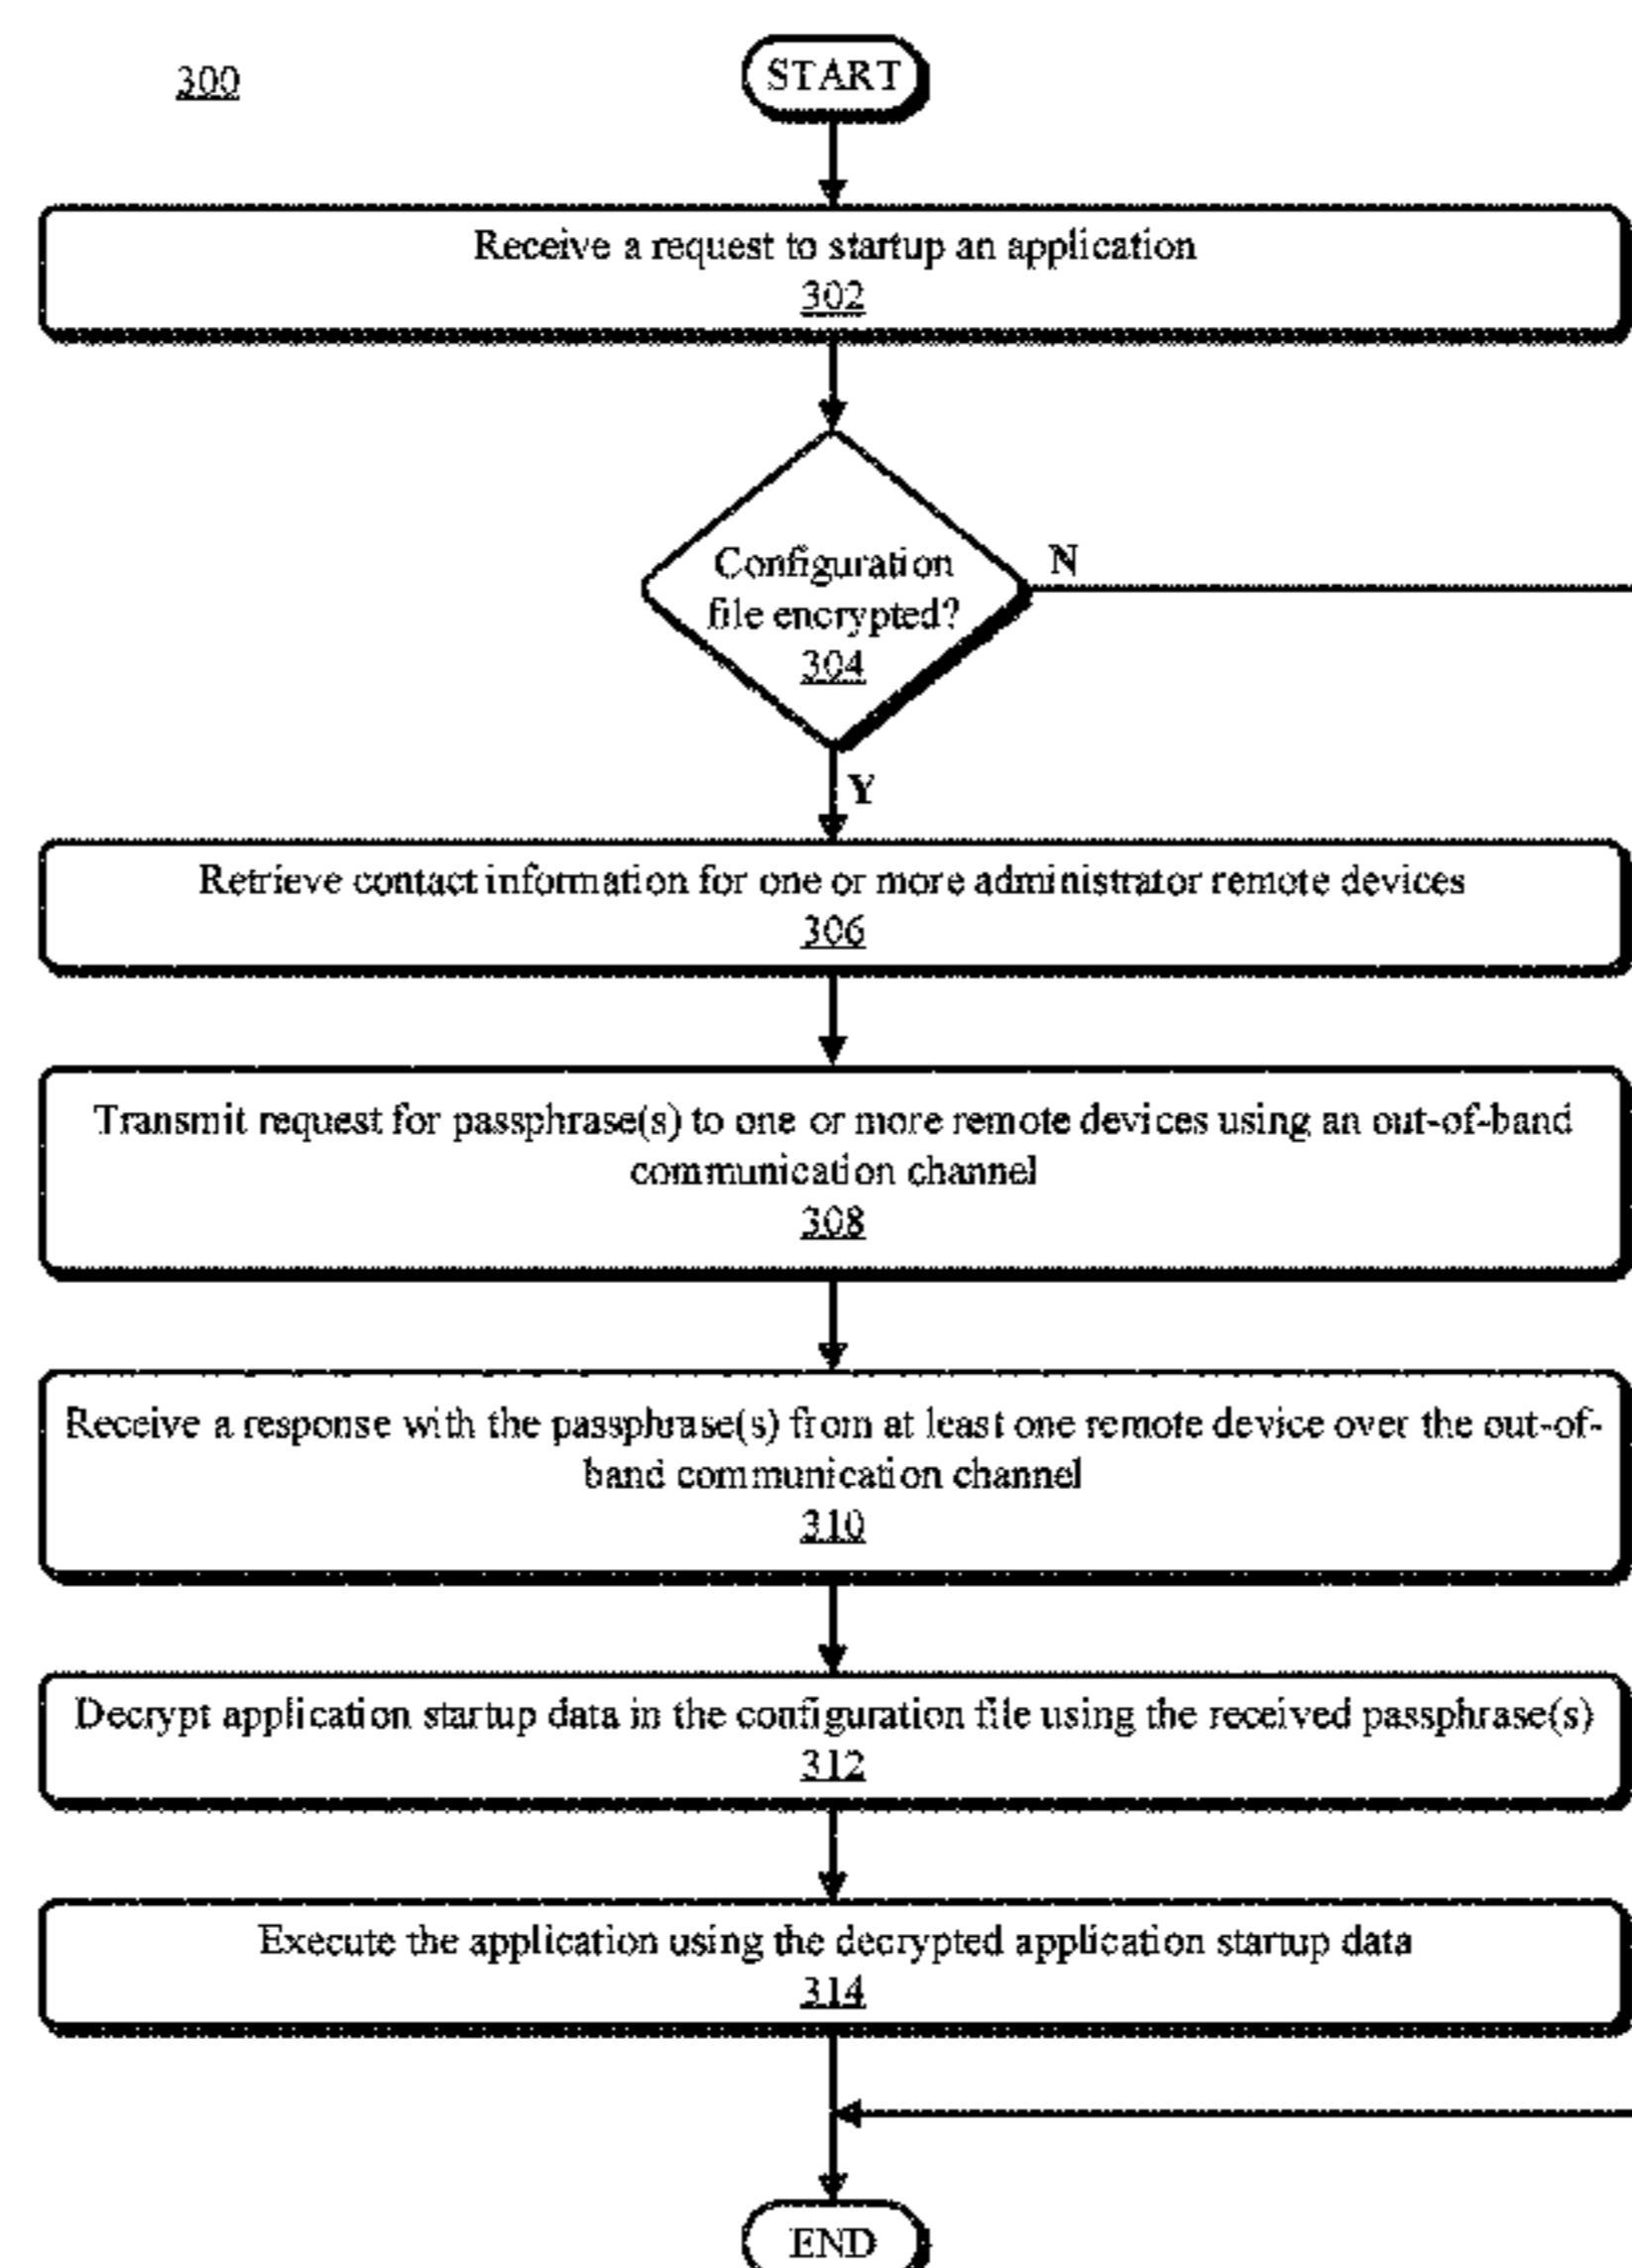 300
START
Receive a request to startup an application
302
Configuration
file encrypted?
304
N
Y
Retrieve contact information for one or more administrator remote devices
306
Transmit request for passphrase(s) to one or more remote devices using an out-of-band
communication channel
308
Receive a response with the passphrase(s) from at least one remote device over the out-of-
band communication channel
310
Decrypt application startup data in the configuration file using the received passphrase(s)
312
Execute the application using the decrypted application startup data
314
END